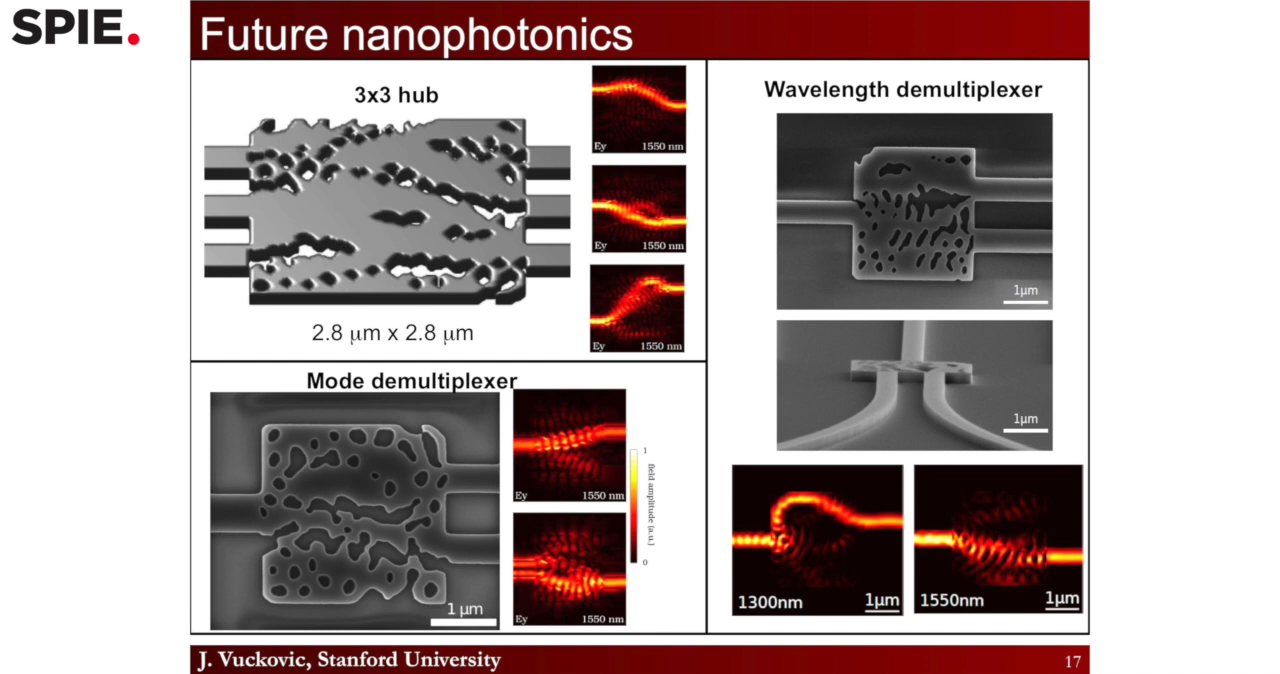 SPIE.
Future nanophotonics
3x3 hub
2.8 μm x 2.8 μm
Ey 1550 nm
Ey 1550 nm
Ey 1550 nm
Mode demultiplexer
1 μm
Ey 1550 nm
Ey 1550 nm
1
field amplitude (a.u.)
0
Wavelength demultiplexer
1μm
1μm
1300nm 1μm
1550nm 1μm
J. Vuckovic, Stanford University
17